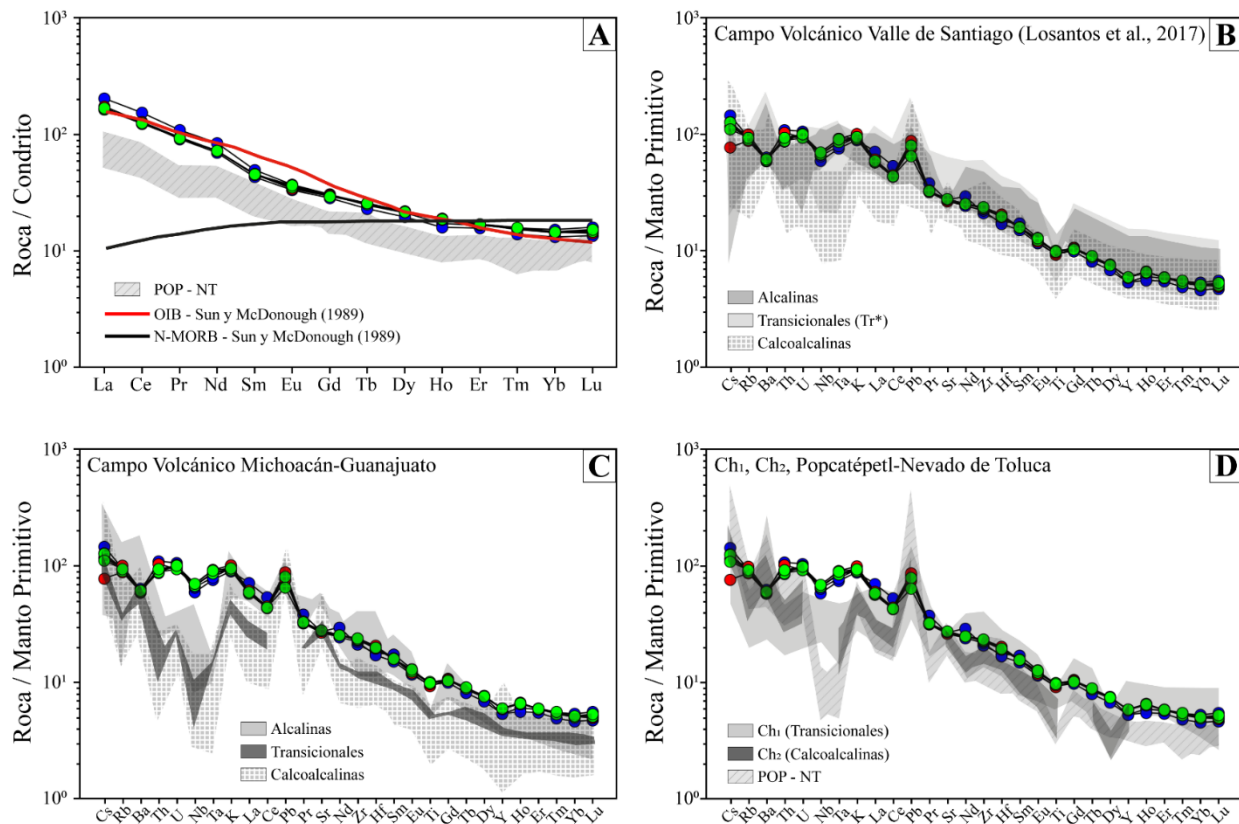 A
Roca / Condrito
10³
10²
10¹
10⁰
POP - NT
OIB - Sun y McDonough (1989)
N-MORB - Sun y McDonough (1989)
La Ce Pr Nd Sm Eu Gd Tb Dy Ho Er Tm Yb Lu
Campo Volcánico Valle de Santiago (Losantos et al., 2017)
B
Roca / Manto Primitivo
10³
10²
10¹
10⁰
Alcalinas
Transicionales (Tr*)
Calcoalcalinas
Cs Rb Ba Th U Nb Ta K La Ce Pb Pr Sr Nd Zr Hf Sm Eu Ti Gd Tb Dy Y Ho Er Tm Yb Lu
Campo Volcánico Michoacán-Guanajuato
C
Roca / Manto Primitivo
10³
10²
10¹
10⁰
Alcalinas
Transicionales
Calcoalcalinas
Cs Rb Ba Th U Nb Ta K La Ce Pb Pr Sr Nd Zr Hf Sm Eu Ti Gd Tb Dy Y Ho Er Tm Yb Lu
Ch₁, Ch₂, Popcatépetl-Nevado de Toluca
D
Roca / Manto Primitivo
10³
10²
10¹
10⁰
Ch₁ (Transicionales)
Ch₂ (Calcoalcalinas)
POP - NT
Cs Rb Ba Th U Nb Ta K La Ce Pb Pr Sr Nd Zr Hf Sm Eu Ti Gd Tb Dy Y Ho Er Tm Yb Lu